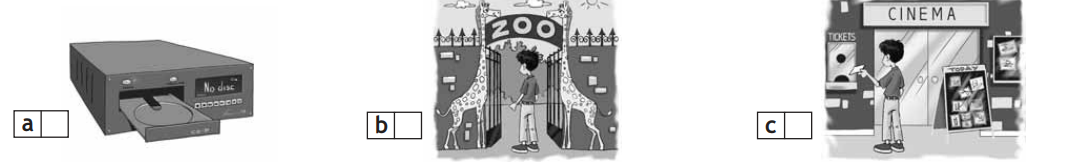 a
No disc
b
ZOO
c
CINEMA
TICKETS
TODAY